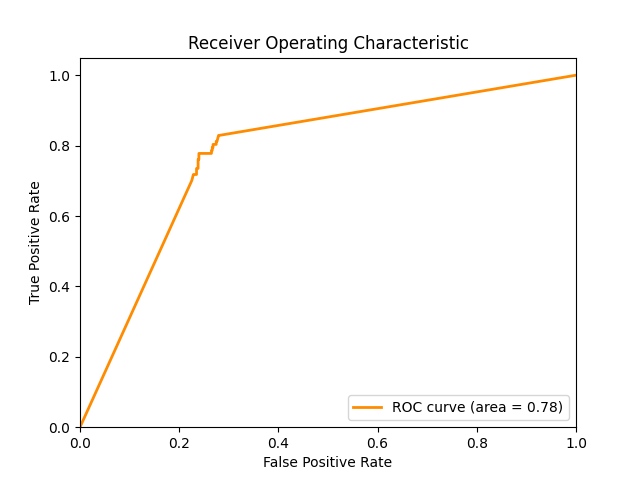 Receiver Operating Characteristic
1.0
0.8
0.6
0.4
0.2
0.0
True Positive Rate
0.0 0.2 0.4 0.6 0.8 1.0
False Positive Rate
ROC curve (area = 0.78)